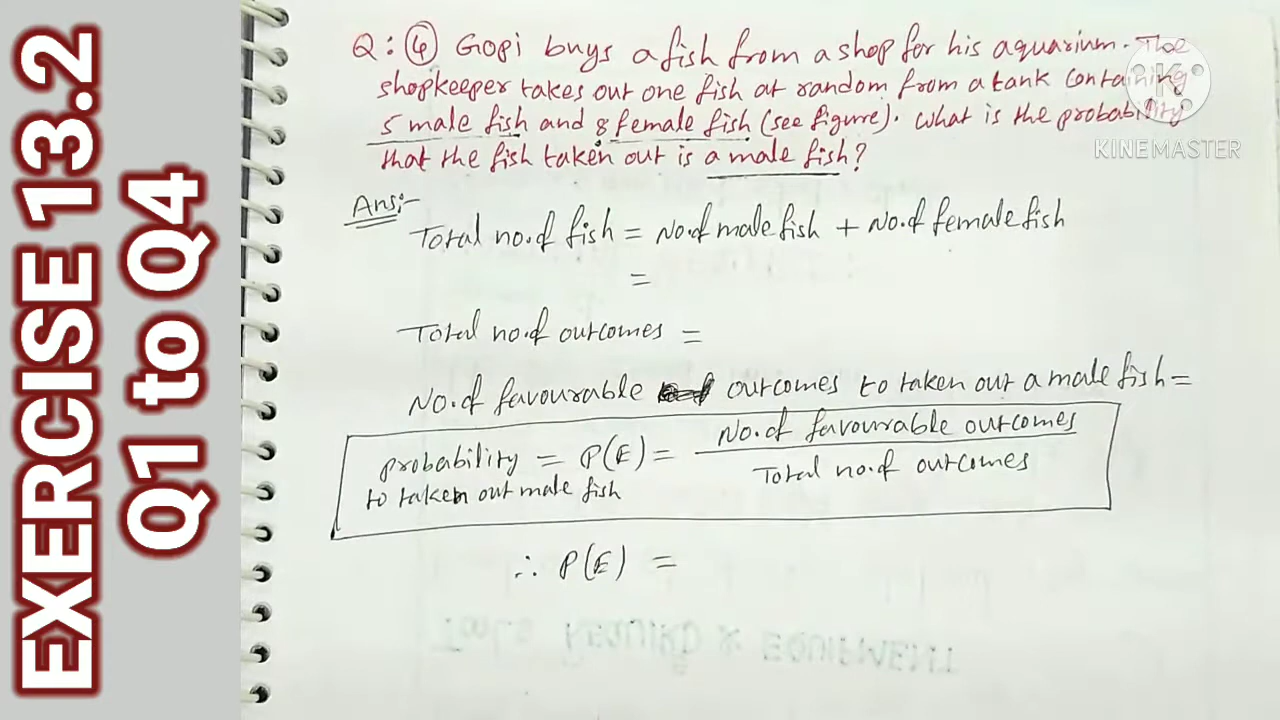 EXERCISE 13.2
Q1 to Q4
Q: 4 Gopi buys a fish from a shop for his aquarium. The
shopkeeper takes out one fish at random from a tank containing
5 male fish and 8 female fish (see figure). What is the probability
that the fish taken out is a male fish?
K
KINEMASTER
Ans:-
Total no.of fish = No.of male fish + No.of female fish
=
Total no.of outcomes =
No.of favourable outcomes to taken out a male fish =
probability = P(E) = No.of favourable outcomes
to taken out male fish Total no.of outcomes
∴ P(E) =